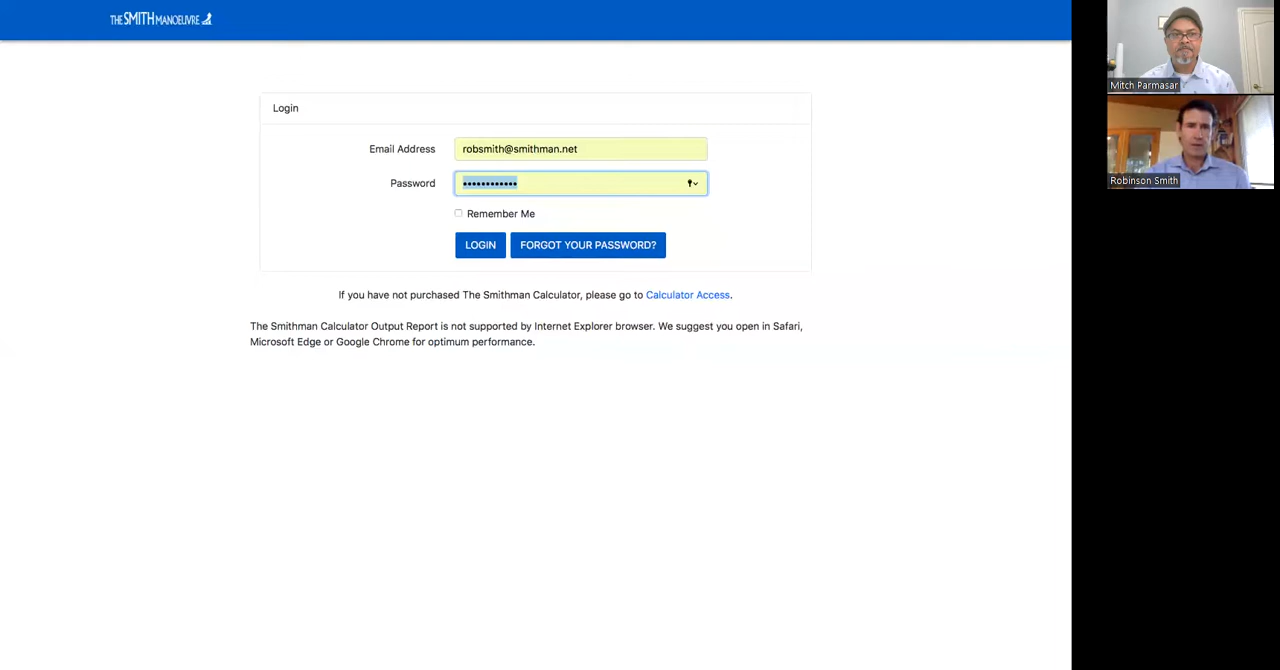 THE SMITH MANOEUVRE
Login
Email Address robsmith@smithman.net
Password ••••••••••••
Remember Me
LOGIN FORGOT YOUR PASSWORD?
If you have not purchased The Smithman Calculator, please go to Calculator Access.
The Smithman Calculator Output Report is not supported by Internet Explorer browser. We suggest you open in Safari,
Microsoft Edge or Google Chrome for optimum performance.
Mitch Parmasar
Robinson Smith